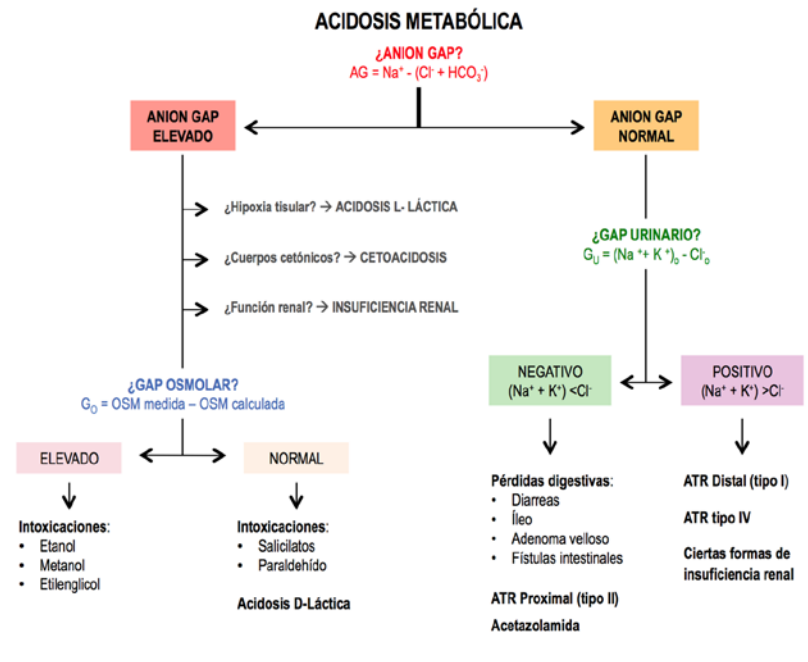 ACIDOSIS METABÓLICA
¿ANION GAP?
AG = Na⁺ - (Cl⁻ + HCO₃⁻)
ANION GAP
ELEVADO
ANION GAP
NORMAL
¿Hipoxia tisular? → ACIDOSIS L- LÁCTICA
¿Cuerpos cetónicos? → CETOACIDOSIS
¿Función renal? → INSUFICIENCIA RENAL
¿GAP URINARIO?
G_U = (Na⁺+ K⁺)ₒ - Cl⁻ₒ
¿GAP OSMOLAR?
G_O = OSM medida – OSM calculada
NEGATIVO
(Na⁺ + K⁺) <Cl⁻
POSITIVO
(Na⁺ + K⁺) >Cl⁻
ELEVADO
NORMAL
Intoxicaciones:
• Etanol
• Metanol
• Etilenglicol
Intoxicaciones:
• Salicilatos
• Paraldehído
Acidosis D-Láctica
Pérdidas digestivas:
• Diarreas
• Íleo
• Adenoma velloso
• Fístulas intestinales
ATR Proximal (tipo II)
Acetazolamida
ATR Distal (tipo I)
ATR tipo IV
Ciertas formas de
insuficiencia renal